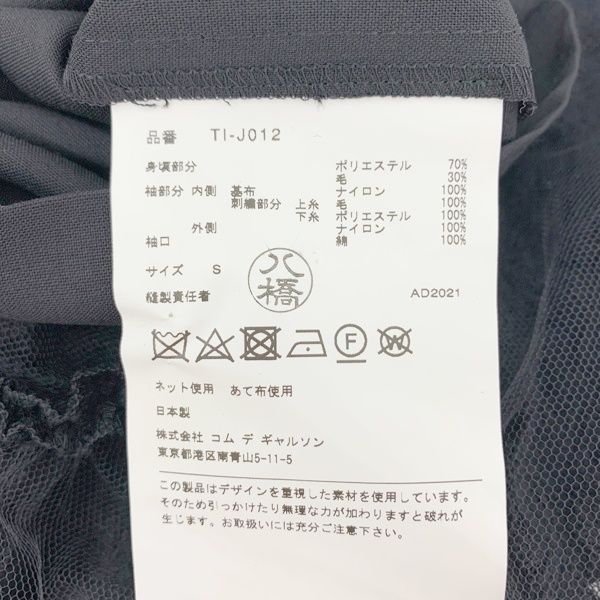 品番 TI-J012
身頃部分 ポリエステル 70%
毛 30%
袖部分 内側 基布 ナイロン 100%
刺繍部分 上糸 毛 100%
下糸 ポリエステル 100%
外側 ナイロン 100%
袖口 綿 100%
サイズ S
八橋
縫製責任者 AD2021
F W
ネット使用 あて布使用
日本製
株式会社 コム デ ギャルソン
東京都港区南青山5-11-5
この製品はデザインを重視した素材を使用しています。
そのため引っかけたり無理な力が加わりますと破れが
生じます。お取扱いには充分ご注意下さい。